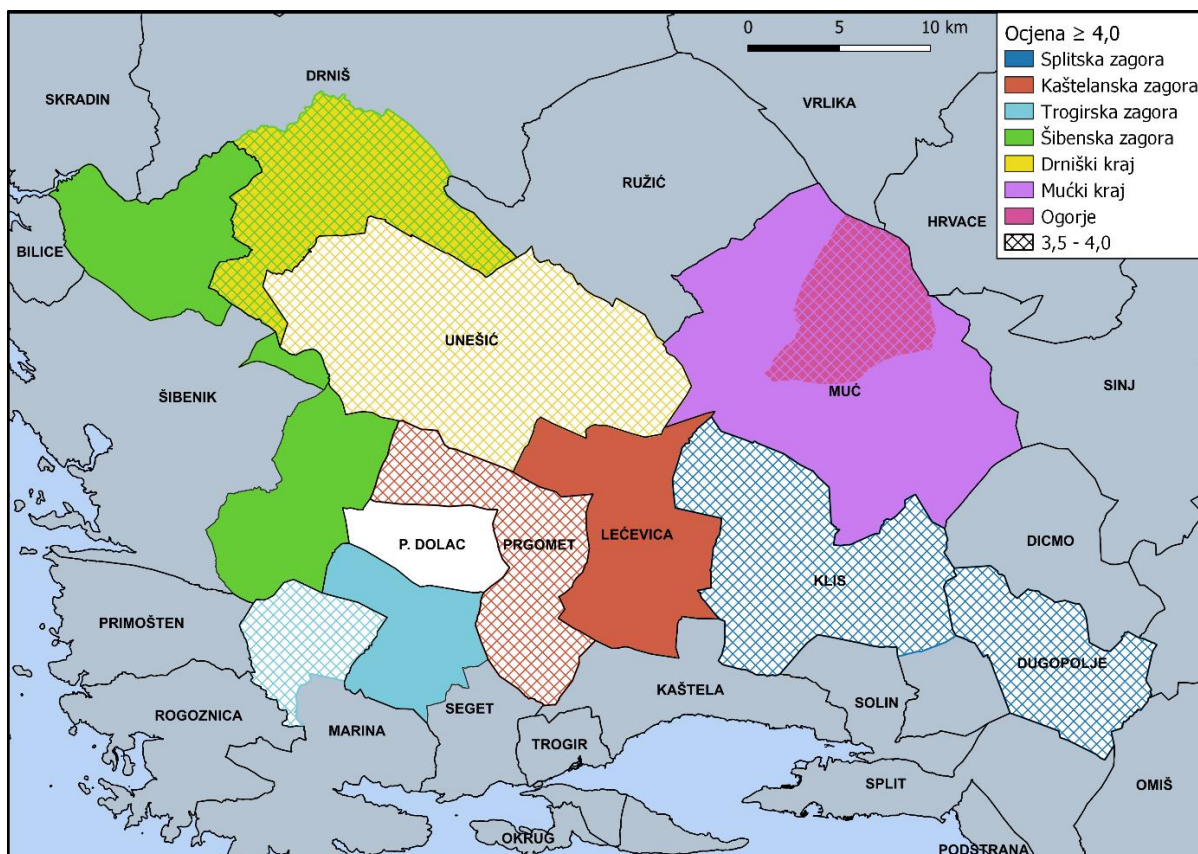 0 5 10 km
Ocjena ≥ 4,0
Splitska zagora
Kaštelanska zagora
Trogirska zagora
Šibenska zagora
Drniški kraj
Mućki kraj
Ogorje
3,5 - 4,0
DRNIŠ
SKRADIN
VRLIKA
RUŽIĆ
HRVACE
BILICE
UNEŠIĆ
SINJ
MUĆ
ŠIBENIK
LEĆEVICA
P. DOLAC
PRGOMET
DICMO
KLIS
PRIMOŠTEN
DUGOPOLJE
KAŠTELA
SOLIN
SEGET
ROGOZNICA
MARINA
TROGIR
SPLIT
OMIŠ
OKRUG
PODSTRANA